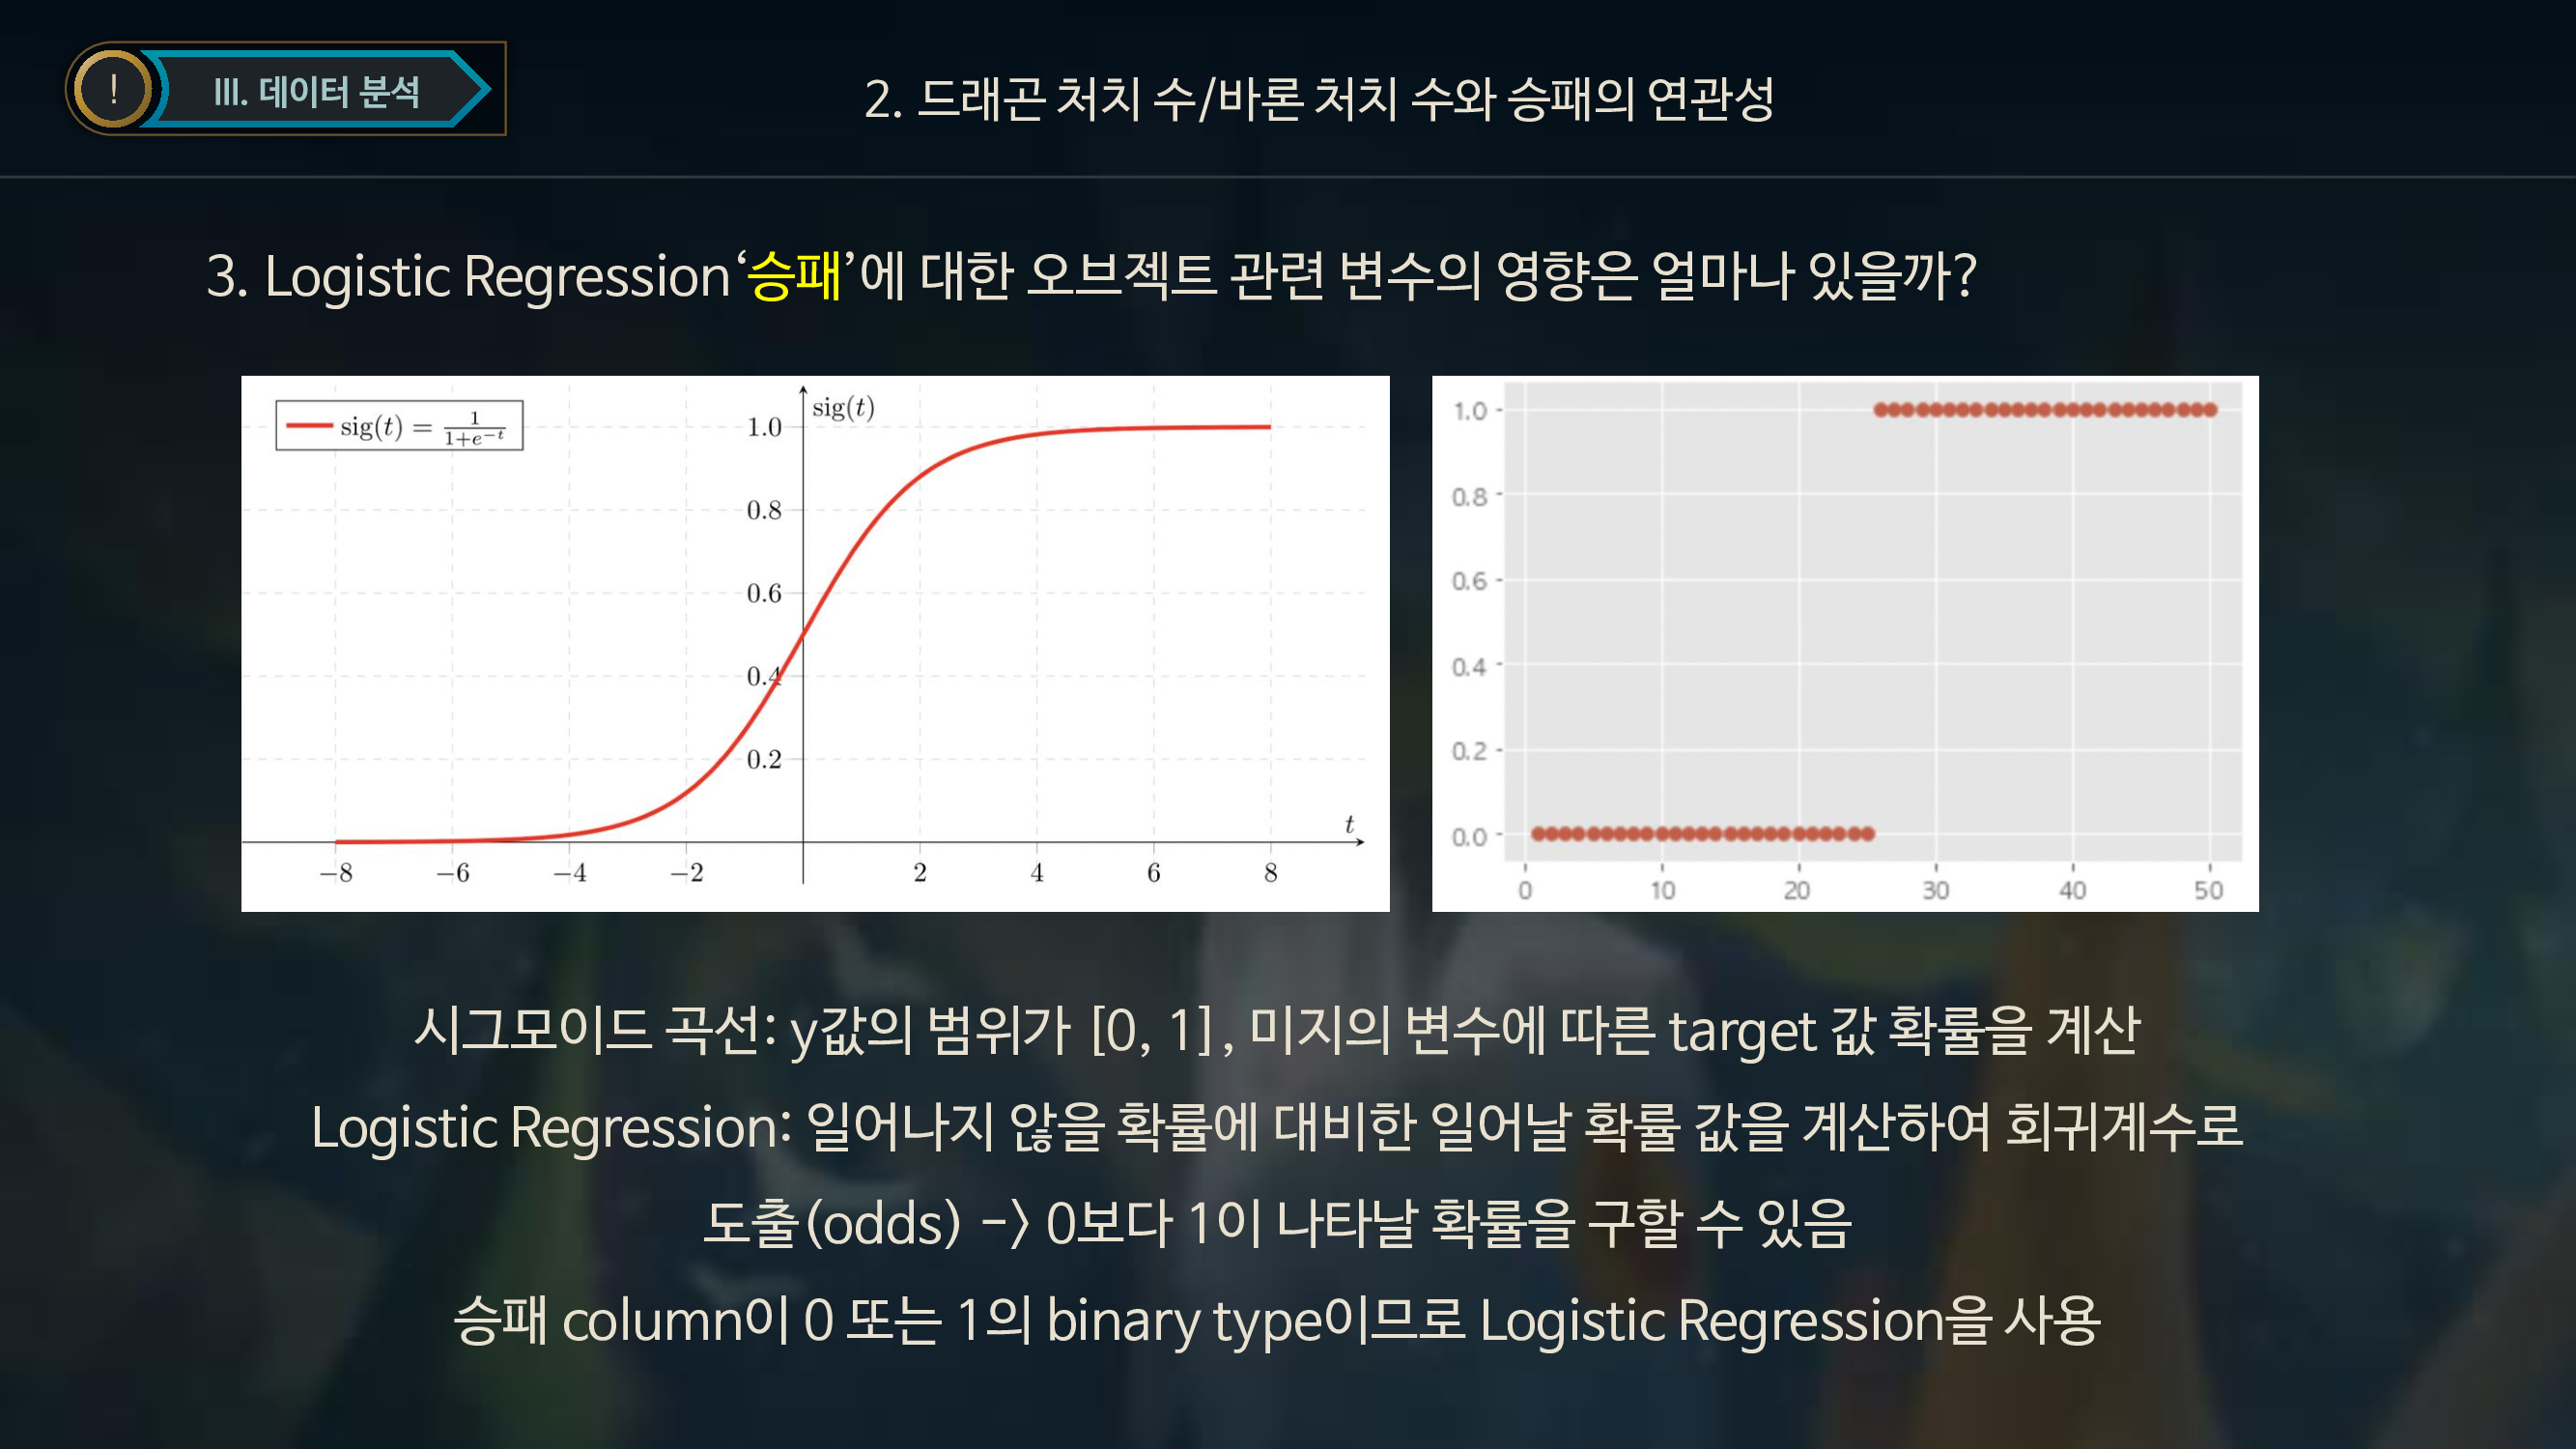 !
III. 데이터 분석
2. 드래곤 처치 수/바론 처치 수와 승패의 연관성
3. Logistic Regression ‘승패’에 대한 오브젝트 관련 변수의 영향은 얼마나 있을까?
sig(t) = 1/(1+e^{-t})
sig(t)
1.0
0.8
0.6
0.4
0.2
t
−8 −6 −4 −2 2 4 6 8
1.0
0.8
0.6
0.4
0.2
0.0
0 10 20 30 40 50
시그모이드 곡선: y값의 범위가 [0, 1], 미지의 변수에 따른 target 값 확률을 계산
Logistic Regression: 일어나지 않을 확률에 대비한 일어날 확률 값을 계산하여 회귀계수로
도출(odds) -> 0보다 1이 나타날 확률을 구할 수 있음
승패 column이 0 또는 1의 binary type이므로 Logistic Regression을 사용